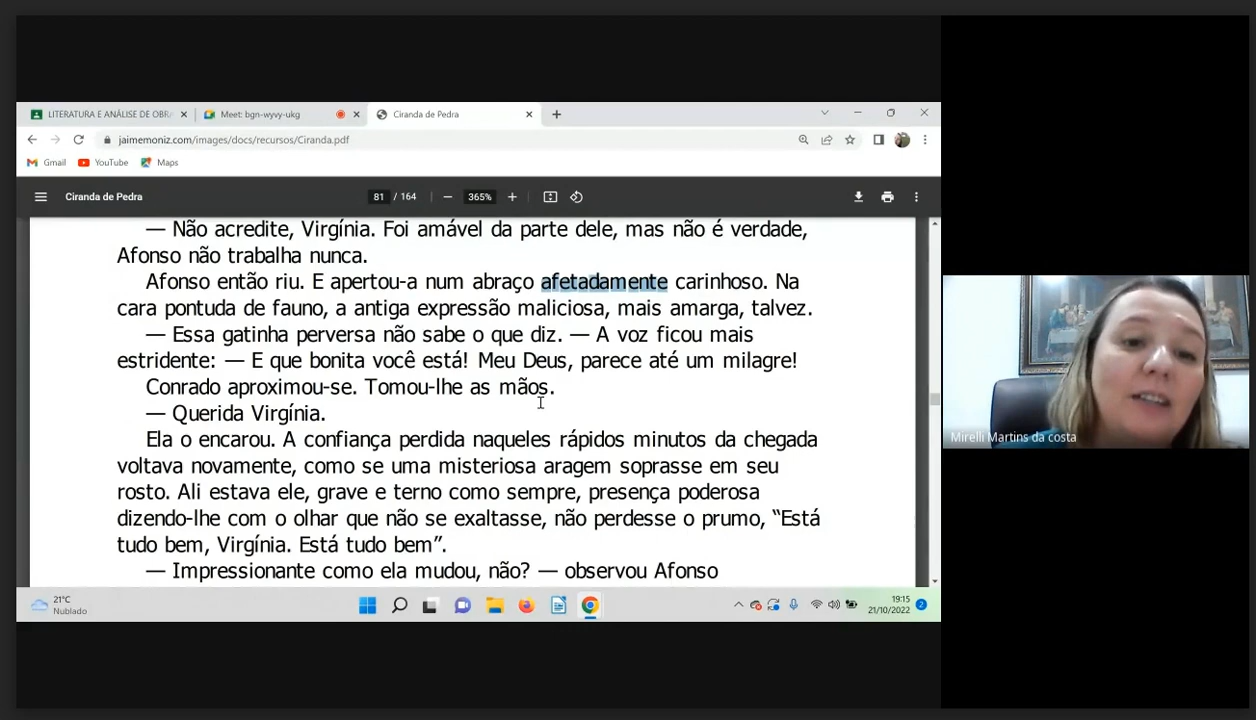 LITERATURA E ANÁLISE DE OBR
Meet: bgn-wyvy-ukg
Ciranda de Pedra
jaimemoniz.com/images/docs/recursos/Ciranda.pdf
Gmail YouTube Maps
Ciranda de Pedra 81 / 164 365%
— Não acredite, Virgínia. Foi amável da parte dele, mas não é verdade,
Afonso não trabalha nunca.
Afonso então riu. E apertou-a num abraço afetadamente carinhoso. Na
cara pontuda de fauno, a antiga expressão maliciosa, mais amarga, talvez.
— Essa gatinha perversa não sabe o que diz. — A voz ficou mais
estridente: — E que bonita você está! Meu Deus, parece até um milagre!
Conrado aproximou-se. Tomou-lhe as mãos.
— Querida Virgínia.
Ela o encarou. A confiança perdida naqueles rápidos minutos da chegada
voltava novamente, como se uma misteriosa aragem soprasse em seu
rosto. Ali estava ele, grave e terno como sempre, presença poderosa
dizendo-lhe com o olhar que não se exaltasse, não perdesse o prumo, “Está
tudo bem, Virgínia. Está tudo bem”.
— Impressionante como ela mudou, não? — observou Afonso
Mirelli Martins da costa
21°C
Nublado
19:15
21/10/2022
2